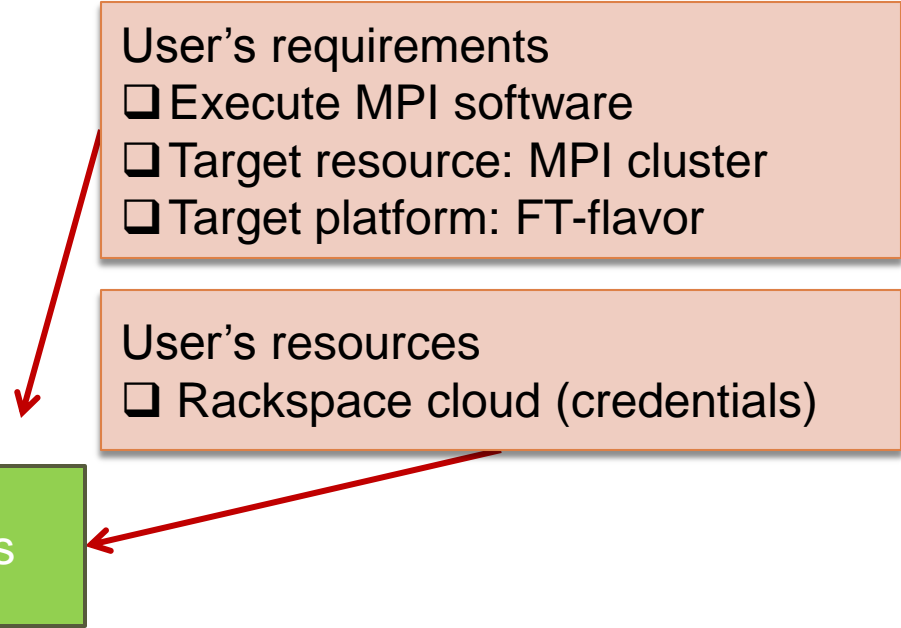 User’s requirements
❑ Execute MPI software
❑ Target resource: MPI cluster
❑ Target platform: FT-flavor
User’s resources
❑ Rackspace cloud (credentials)
s